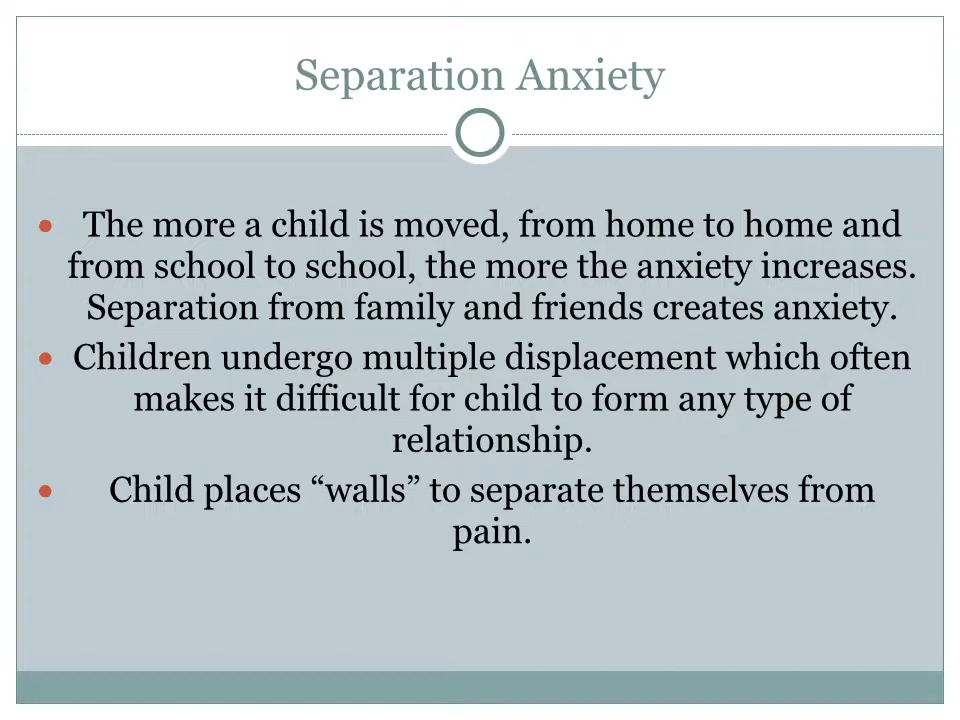 Separation Anxiety
• The more a child is moved, from home to home and
from school to school, the more the anxiety increases.
Separation from family and friends creates anxiety.
• Children undergo multiple displacement which often
makes it difficult for child to form any type of
relationship.
• Child places “walls” to separate themselves from
pain.